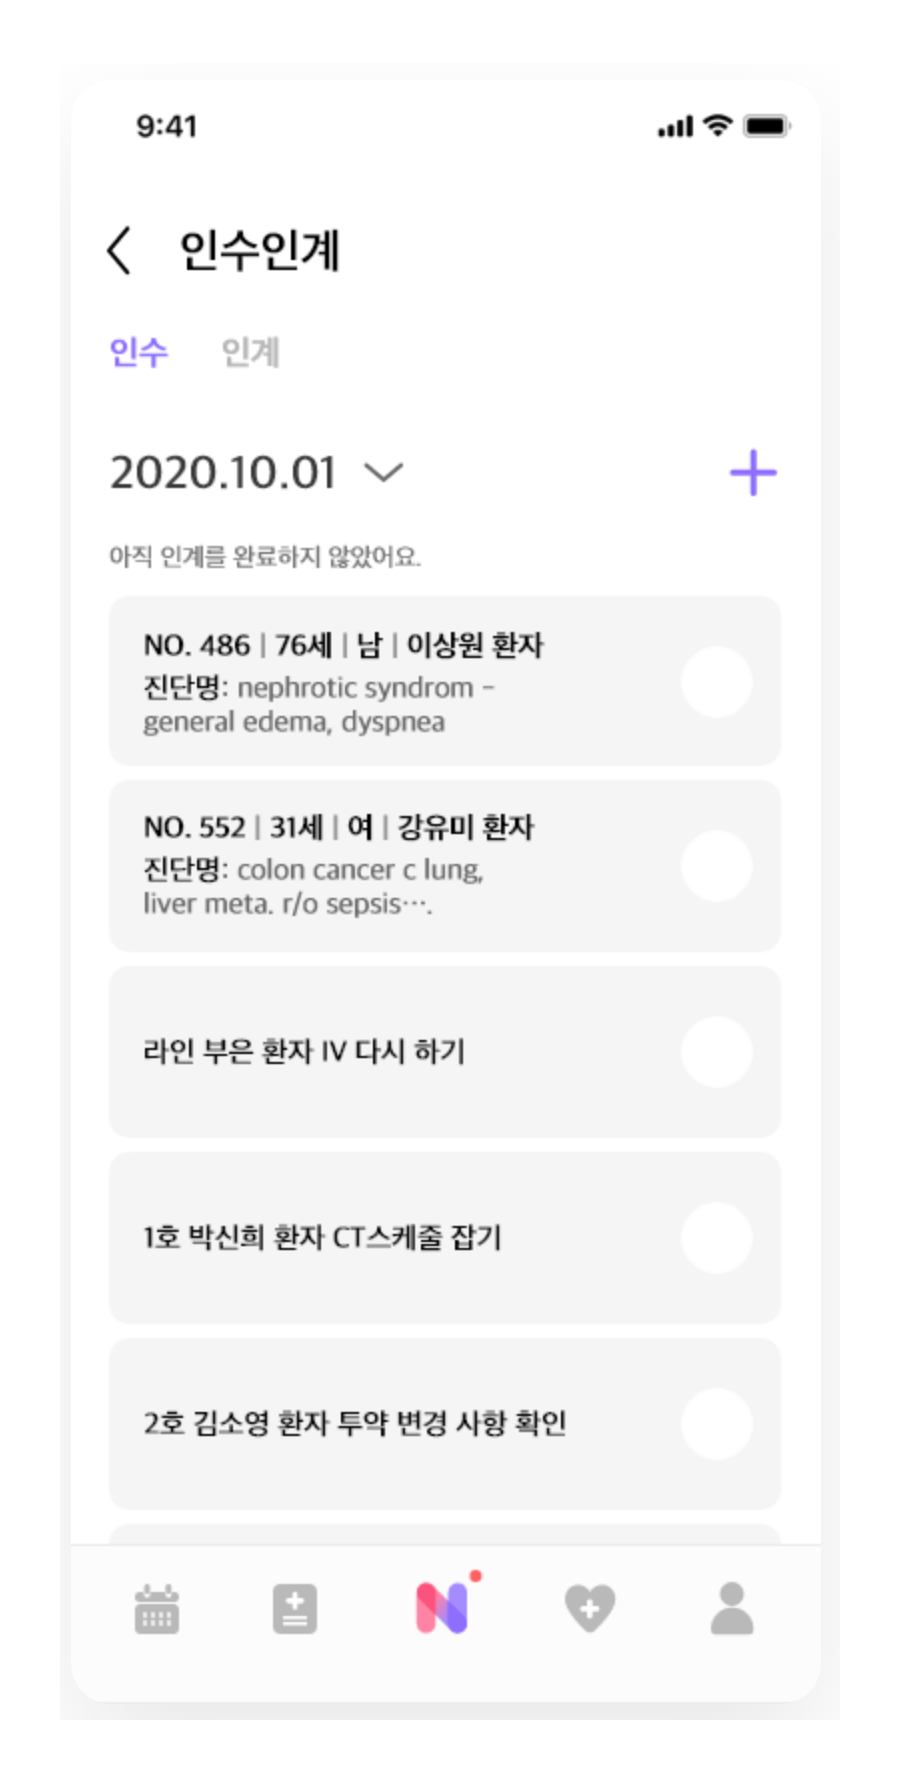 9:41
인수인계
인수 인계
2020.10.01
아직 인계를 완료하지 않았어요.
NO. 486 | 76세 | 남 | 이상원 환자
진단명: nephrotic syndrom -
general edema, dyspnea
NO. 552 | 31세 | 여 | 강유미 환자
진단명: colon cancer c lung,
liver meta. r/o sepsis⋯.
라인 부은 환자 IV 다시 하기
1호 박신희 환자 CT스케줄 잡기
2호 김소영 환자 투약 변경 사항 확인
N